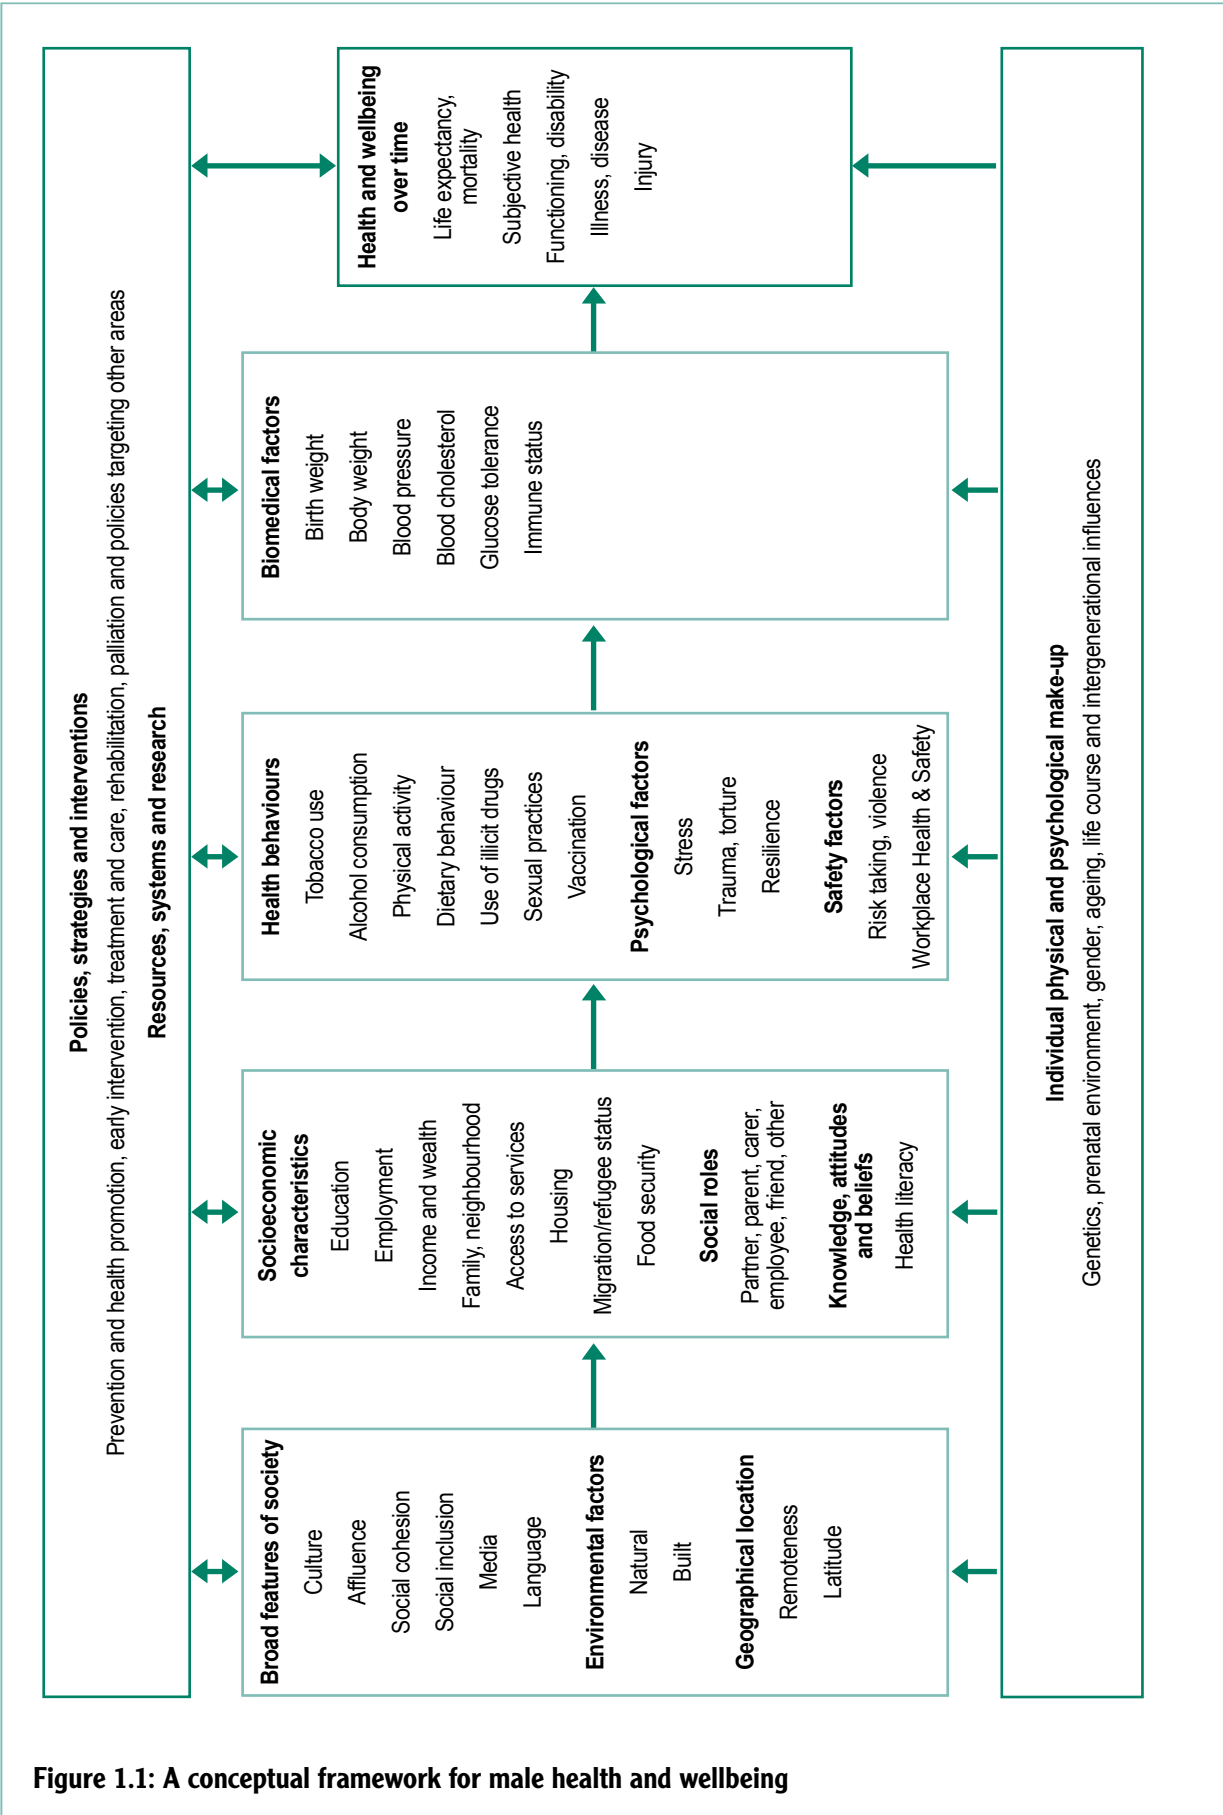 Policies, strategies and interventions
Prevention and health promotion, early intervention, treatment and care, rehabilitation, palliation and policies targeting other areas
Resources, systems and research
Broad features of society
Culture
Affluence
Social cohesion
Social inclusion
Media
Language
Environmental factors
Natural
Built
Geographical location
Remoteness
Latitude
Socioeconomic
characteristics
Education
Employment
Income and wealth
Family, neighbourhood
Access to services
Housing
Migration/refugee status
Food security
Social roles
Partner, parent, carer,
employee, friend, other
Knowledge, attitudes
and beliefs
Health literacy
Health behaviours
Tobacco use
Alcohol consumption
Physical activity
Dietary behaviour
Use of illicit drugs
Sexual practices
Vaccination
Psychological factors
Stress
Trauma, torture
Resilience
Safety factors
Risk taking, violence
Workplace Health & Safety
Biomedical factors
Birth weight
Body weight
Blood pressure
Blood cholesterol
Glucose tolerance
Immune status
Health and wellbeing
over time
Life expectancy,
mortality
Subjective health
Functioning, disability
Illness, disease
Injury
Individual physical and psychological make-up
Genetics, prenatal environment, gender, ageing, life course and intergenerational influences
Figure 1.1: A conceptual framework for male health and wellbeing